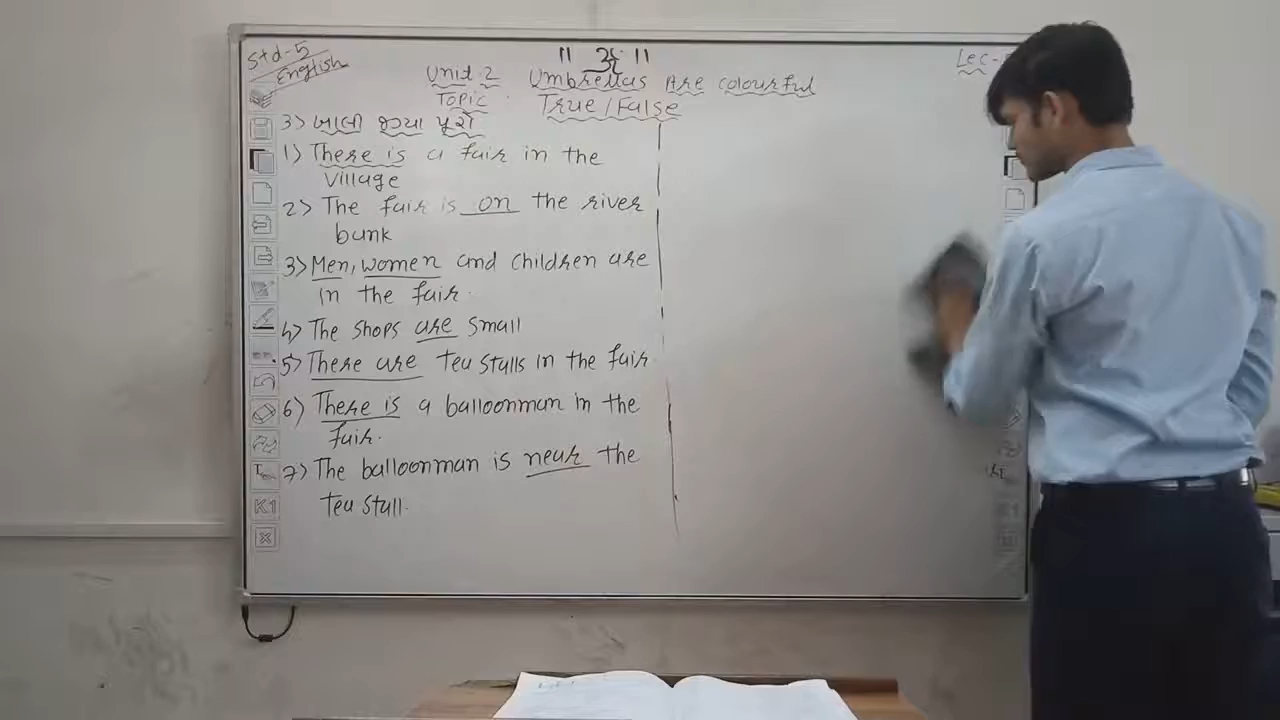 Std-5
English
" ૐ "
Lec-
Unit:2 Umbrellas Are colourful
Topic True/False
3> ખાલી જગ્યા પૂરો
1) There is a fair in the
village
2) The fair is on the river
bank
3> Men, women and children are
in the fair.
4> The shops are small
5> There are tea stalls in the fair.
6) There is a balloonman in the
fair.
7> The balloonman is near the
tea stall.
K1